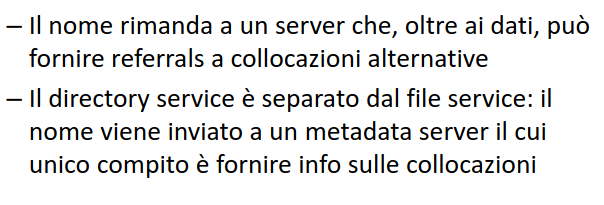 – Il nome rimanda a un server che, oltre ai dati, può
fornire referrals a collocazioni alternative
– Il directory service è separato dal file service: il
nome viene inviato a un metadata server il cui
unico compito è fornire info sulle collocazioni